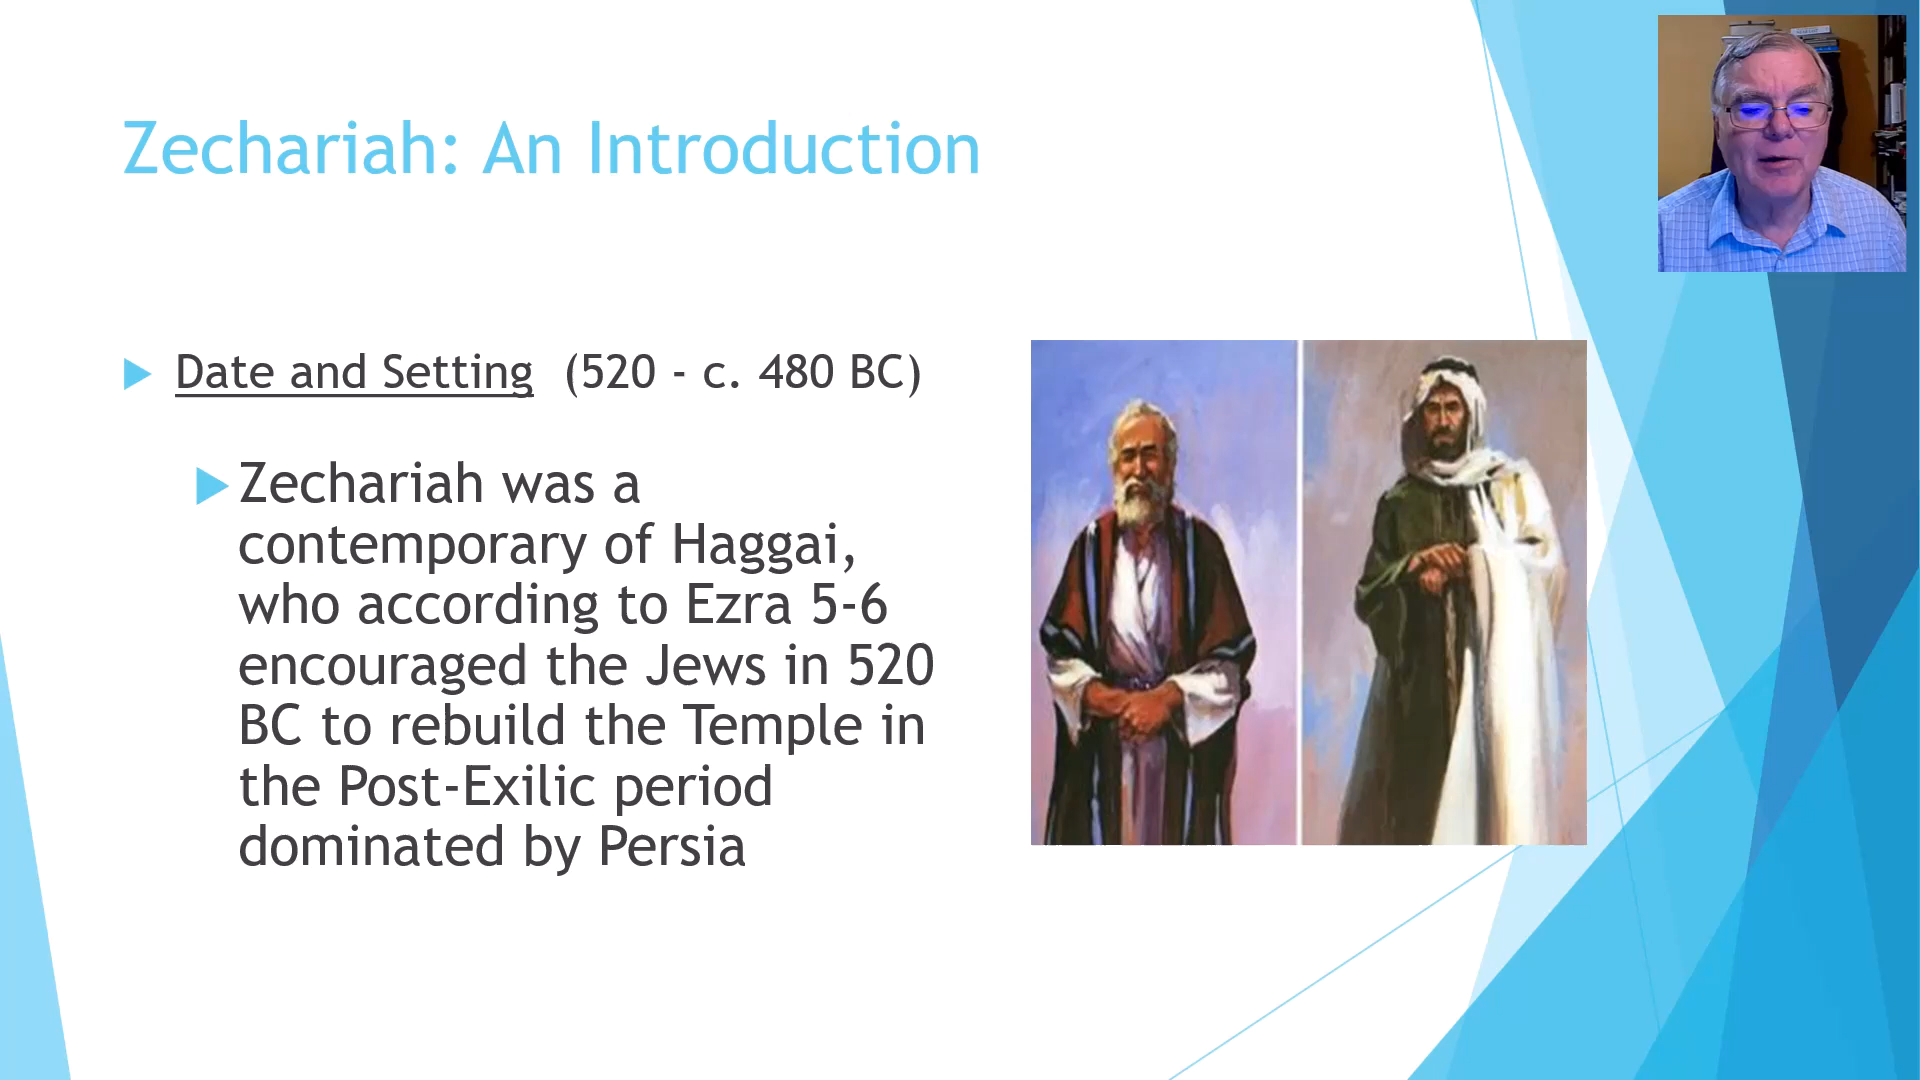 Zechariah: An Introduction
Date and Setting (520 - c. 480 BC)
Zechariah was a
contemporary of Haggai,
who according to Ezra 5-6
encouraged the Jews in 520
BC to rebuild the Temple in
the Post-Exilic period
dominated by Persia